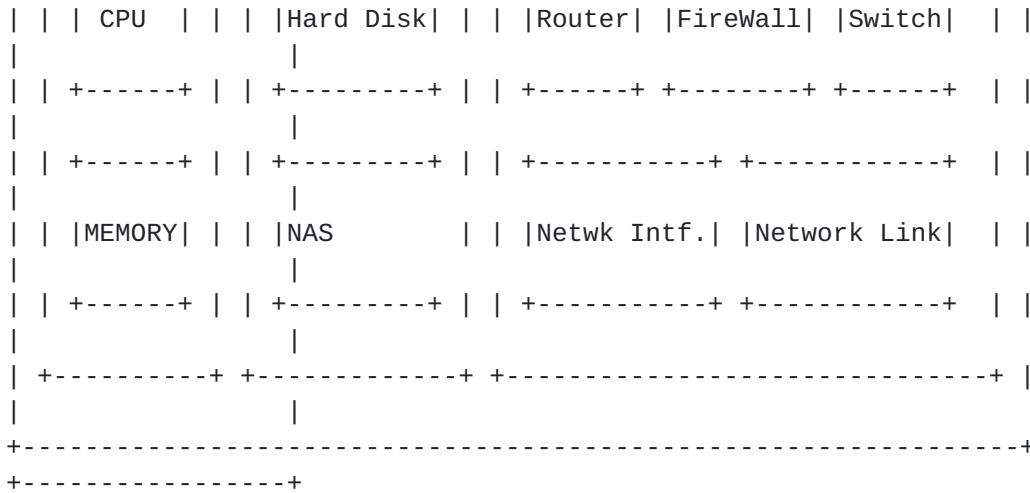 | | | CPU  | | | |Hard Disk| | | |Router| |FireWall| |Switch|  | |
|                 |
| | +------+ | | +---------+ | | +------+ +--------+ +------+  | |
|                 |
| | +------+ | | +---------+ | | +-----------+ +------------+  | |
|                 |
| | |MEMORY| | | |NAS        | | |Netwk Intf.| |Network Link|  | |
|                 |
| | +------+ | | +---------+ | | +-----------+ +------------+  | |
|                 |
| +----------+ +-------------+ +-------------------------------+ |
|                 |
+----------------------------------------------------------------+
+-----------------+